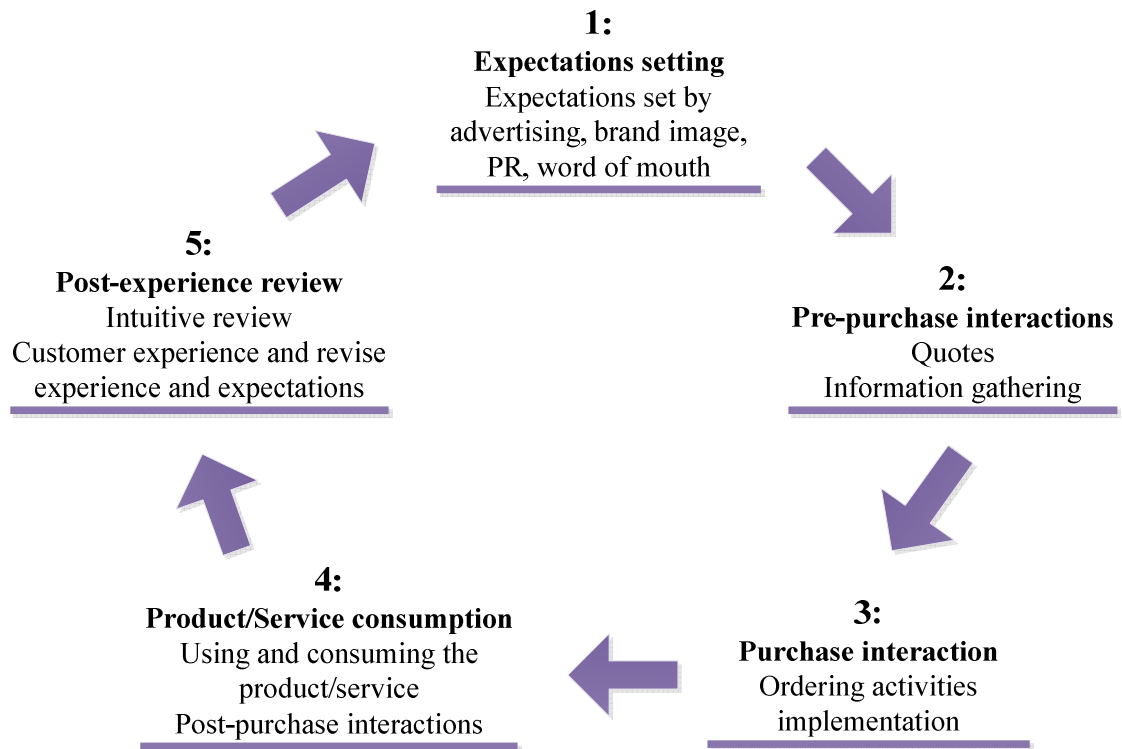 1:
Expectations setting
Expectations set by
advertising, brand image,
PR, word of mouth
2:
Pre-purchase interactions
Quotes
Information gathering
3:
Purchase interaction
Ordering activities
implementation
4:
Product/Service consumption
Using and consuming the
product/service
Post-purchase interactions
5:
Post-experience review
Intuitive review
Customer experience and revise
experience and expectations